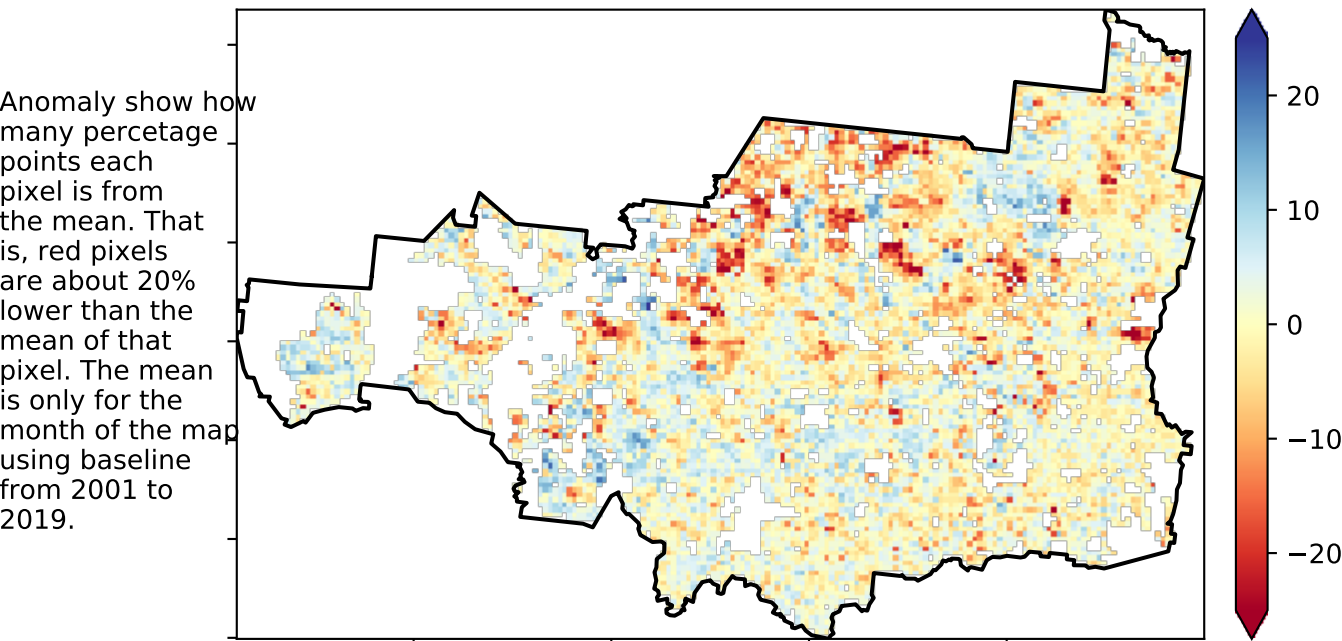 Anomaly show how
many percetage
points each
pixel is from
the mean. That
is, red pixels
are about 20%
lower than the
mean of that
pixel. The mean
is only for the
month of the map
using baseline
from 2001 to
2019.
20
10
0
−10
−20